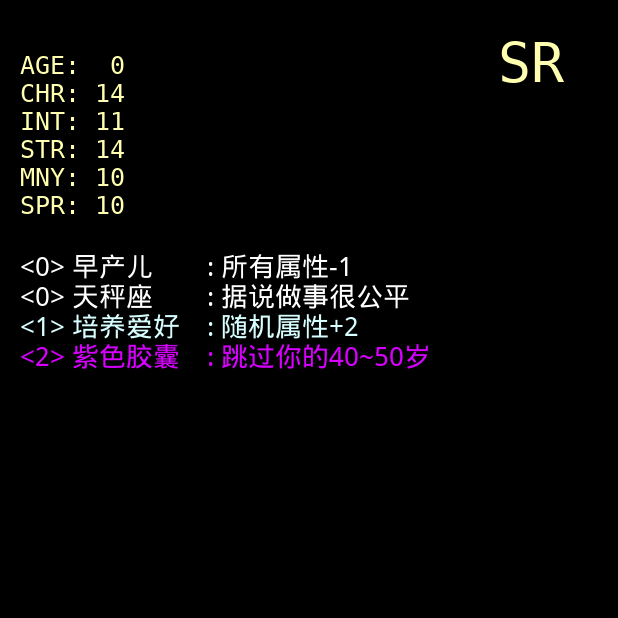 SR
AGE: 0
CHR: 14
INT: 11
STR: 14
MNY: 10
SPR: 10
<0> 早产儿 : 所有属性-1
<0> 天秤座 : 据说做事很公平
<1> 培养爱好 : 随机属性+2
<2> 紫色胶囊 : 跳过你的40~50岁